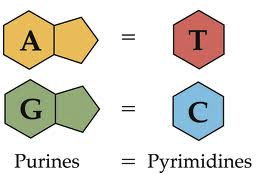 A = T
G = C
Purines = Pyrimidines